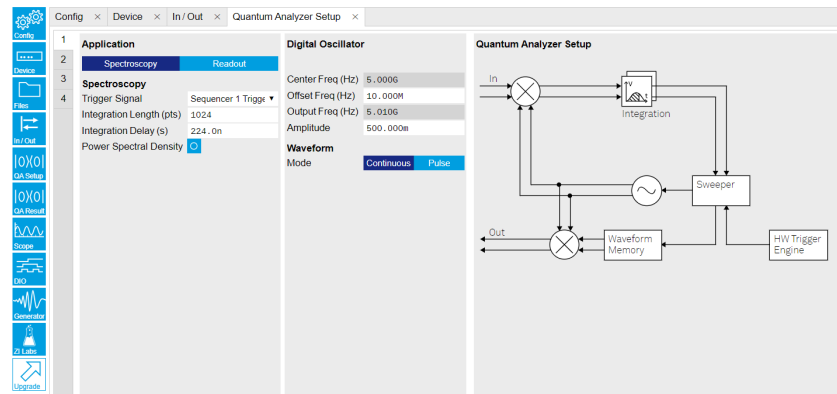 Config × Device × In / Out × Quantum Analyzer Setup ×
Config
Device
Files
In / Out
QA Setup
QA Result
Scope
DIO
Generator
ZI Labs
Upgrade
1
2
3
4
Application
Spectroscopy Readout
Spectroscopy
Trigger Signal Sequencer 1 Trigge ▼
Integration Length (pts) 1024
Integration Delay (s) 224.0n
Power Spectral Density
Digital Oscillator
Center Freq (Hz) 5.000G
Offset Freq (Hz) 10.000M
Output Freq (Hz) 5.010G
Amplitude 500.000m
Waveform
Mode Continuous Pulse
Quantum Analyzer Setup
In
V
t
Integration
Sweeper
Out
Waveform
Memory
HW Trigger
Engine